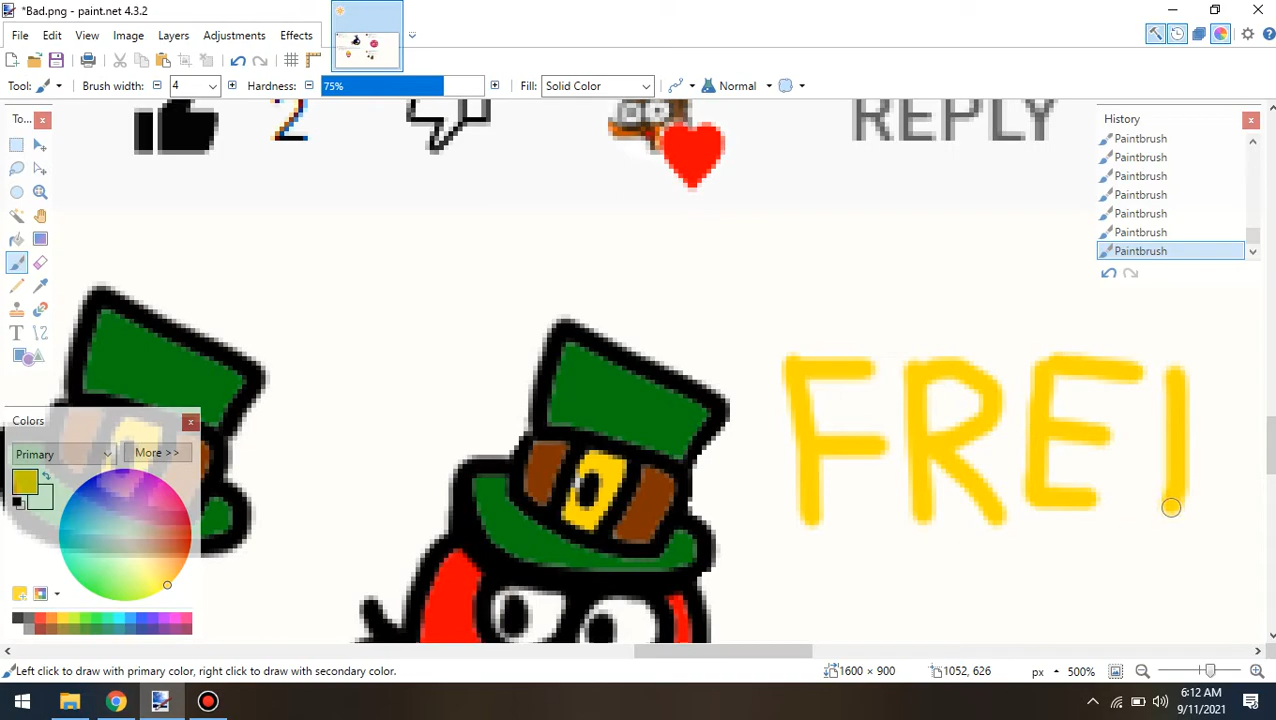 *Bad.png - paint.net 4.3.2
File Edit View Image Layers Adjustments Effects
Tool: Brush width: 4 Hardness: 75% Fill: Solid Color Normal
To...
2
REPLY
History
Paintbrush
Paintbrush
Paintbrush
Paintbrush
Paintbrush
Paintbrush
Paintbrush
FREI
Colors
Primary More >>
Left click to draw with primary color, right click to draw with secondary color.
1600 × 900 1052, 626 px 500%
6:12 AM
9/11/2021